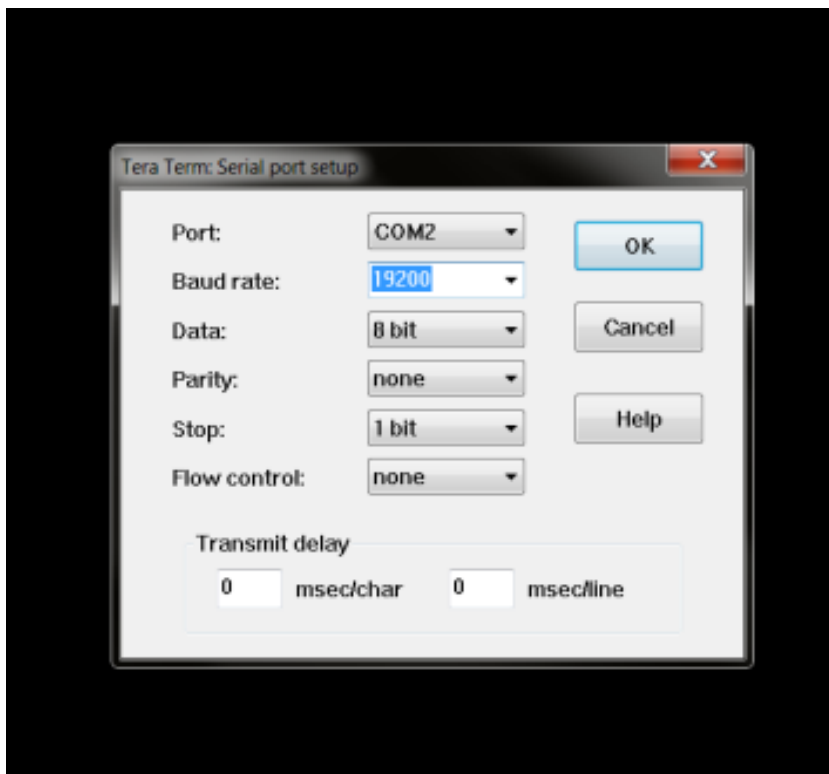 Tera Term: Serial port setup
Port: COM2
OK
Baud rate: 19200
Data: 8 bit
Cancel
Parity: none
Stop: 1 bit
Help
Flow control: none
Transmit delay
0 msec/char 0 msec/line